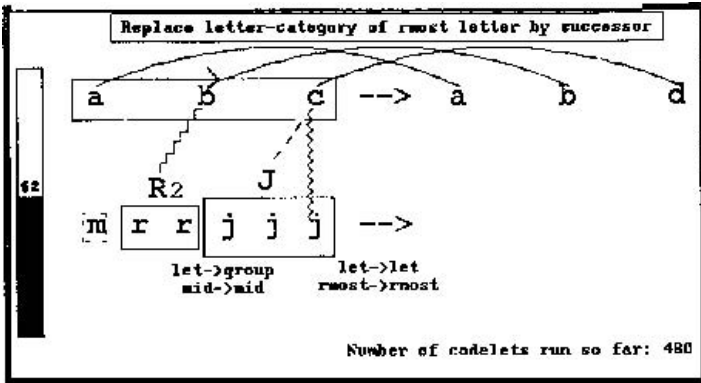 Replace letter-category of rmost letter by successor
a b c --> a b d
62
R2 J
m r r j j j -->
let->group let->let
mid->mid rmost->rmost
Number of codelets run so far: 480